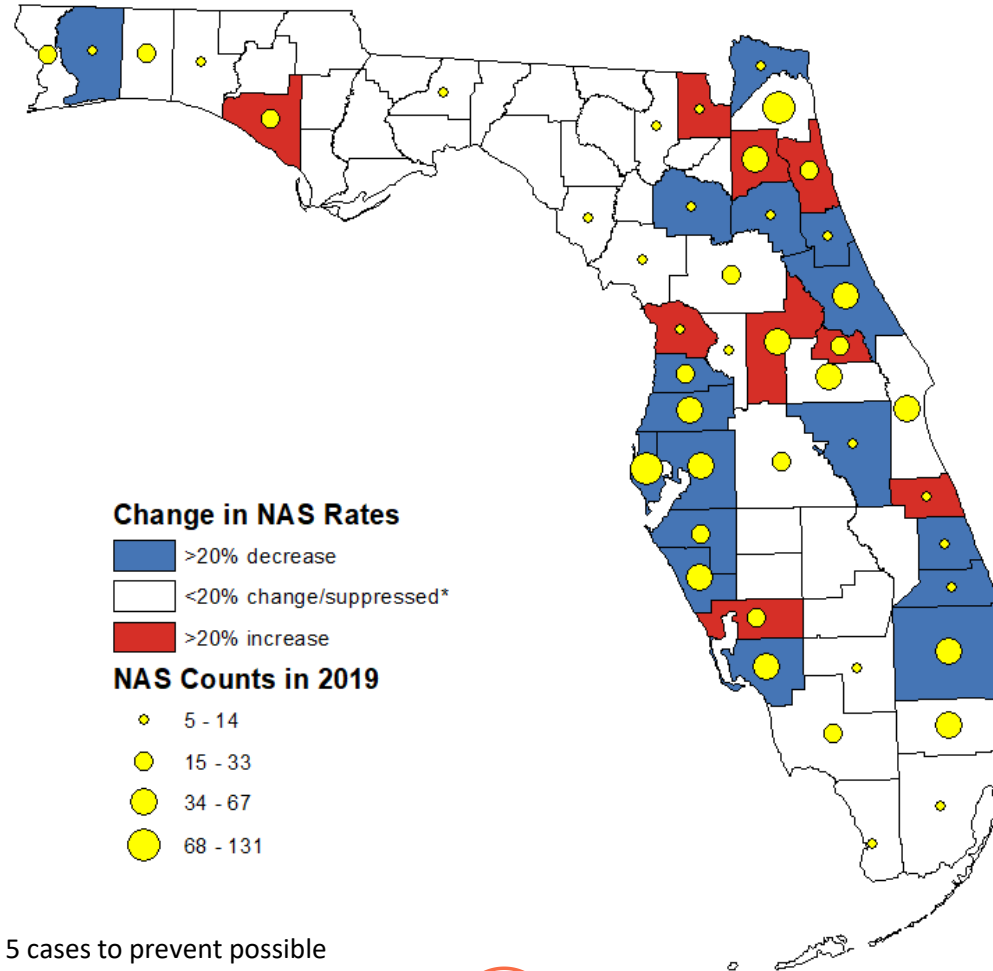 Change in NAS Rates
>20% decrease
<20% change/suppressed*
>20% increase
NAS Counts in 2019
5 - 14
15 - 33
34 - 67
68 - 131
5 cases to prevent possible